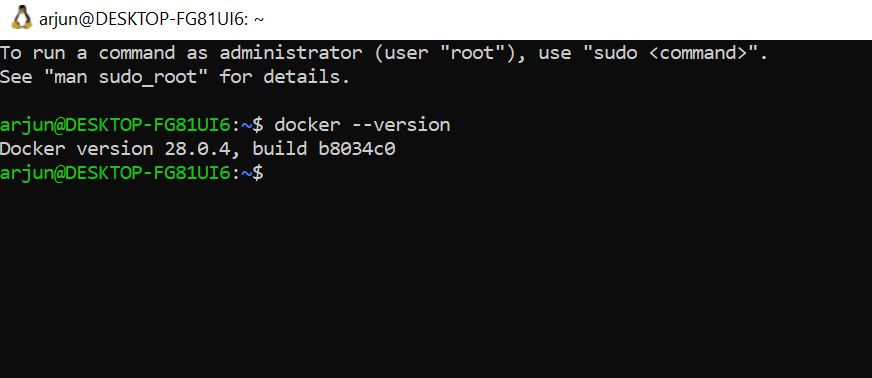 arjun@DESKTOP-FG81UI6: ~
To run a command as administrator (user "root"), use "sudo <command>".
See "man sudo_root" for details.
arjun@DESKTOP-FG81UI6:~$ docker --version
Docker version 28.0.4, build b8034c0
arjun@DESKTOP-FG81UI6:~$